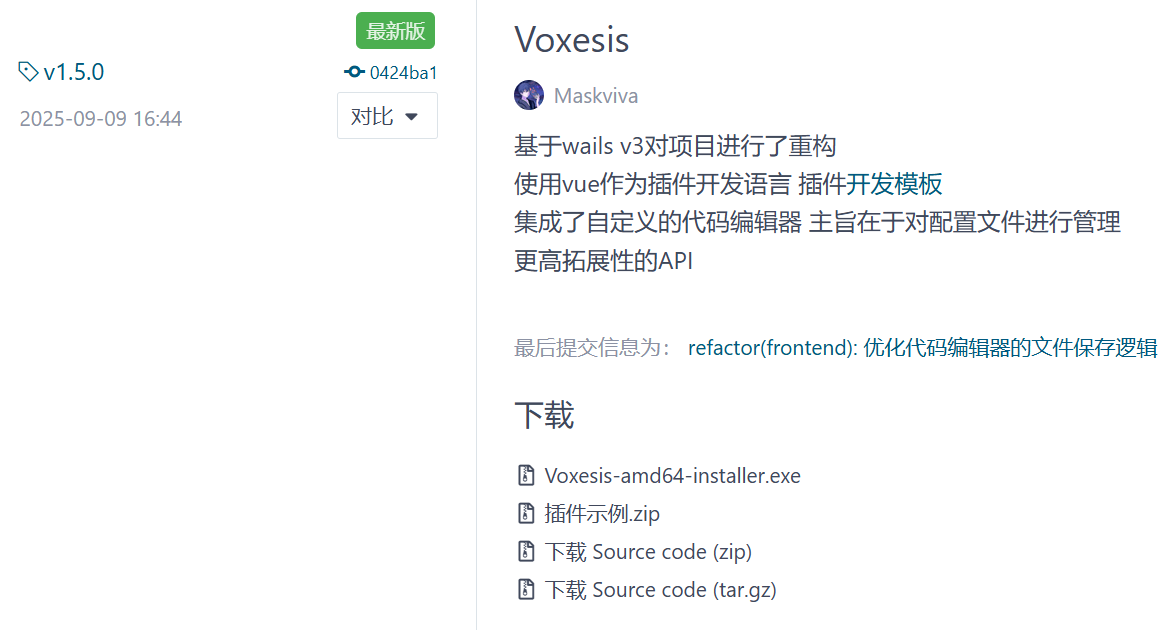 最新版
v1.5.0
0424ba1
2025-09-09 16:44
对比
Voxesis
Maskviva
基于wails v3对项目进行了重构
使用vue作为插件开发语言 插件开发模板
集成了自定义的代码编辑器 主旨在于对配置文件进行管理
更高拓展性的API
最后提交信息为： refactor(frontend): 优化代码编辑器的文件保存逻辑
下载
Voxesis-amd64-installer.exe
插件示例.zip
下载 Source code (zip)
下载 Source code (tar.gz)